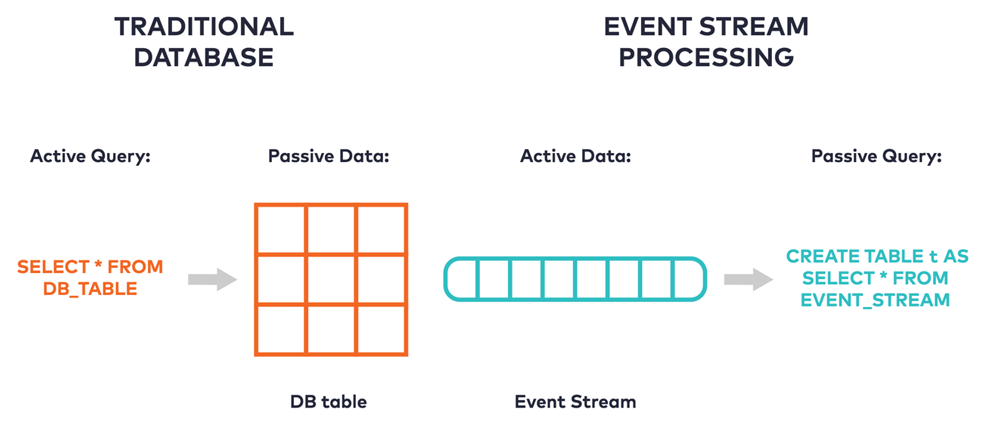 TRADITIONAL
DATABASE
EVENT STREAM
PROCESSING
Active Query:
Passive Data:
Active Data:
Passive Query:
SELECT * FROM
DB_TABLE
CREATE TABLE t AS
SELECT * FROM
EVENT_STREAM
DB table
Event Stream